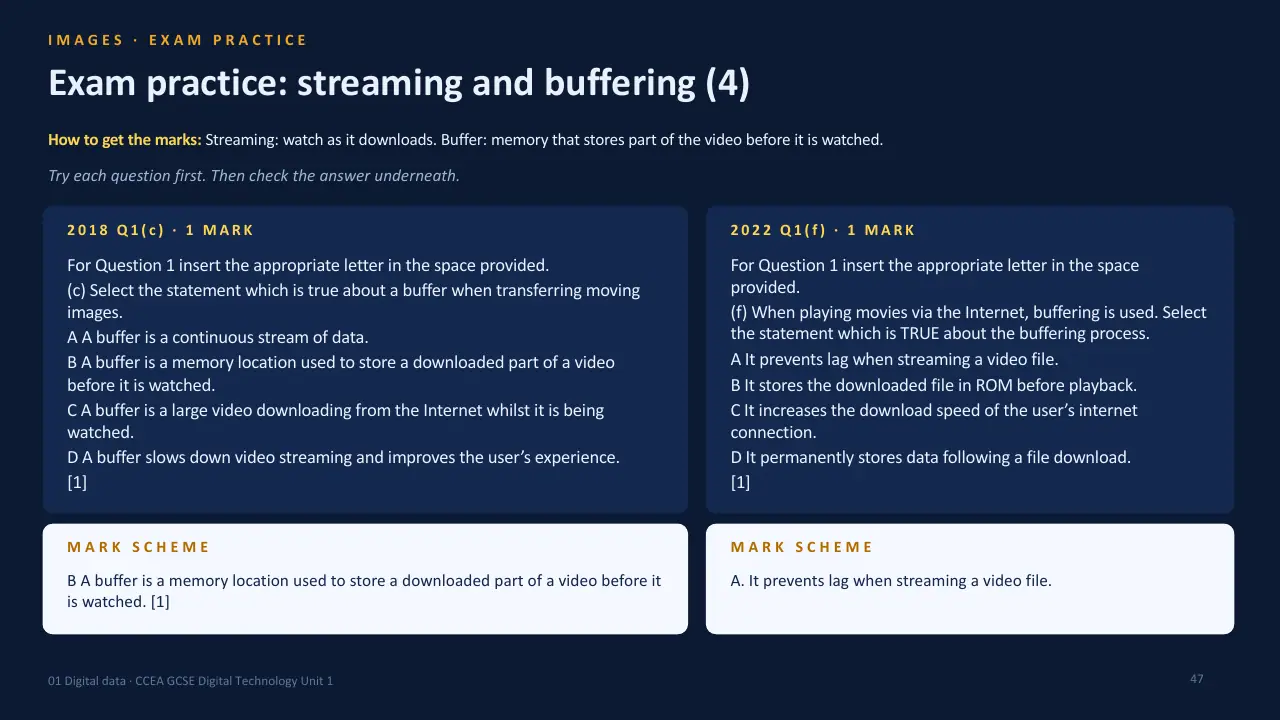 IMAGES · EXAM PRACTICE
Exam practice: streaming and buffering (4)
How to get the marks: Streaming: watch as it downloads. Buffer: memory that stores part of the video before it is watched.
Try each question first. Then check the answer underneath.
2018 Q1(c) · 1 MARK
For Question 1 insert the appropriate letter in the space provided.
(c) Select the statement which is true about a buffer when transferring moving
images.
A A buffer is a continuous stream of data.
B A buffer is a memory location used to store a downloaded part of a video
before it is watched.
C A buffer is a large video downloading from the Internet whilst it is being
watched.
D A buffer slows down video streaming and improves the user’s experience.
[1]
MARK SCHEME
B A buffer is a memory location used to store a downloaded part of a video before it
is watched. [1]
2022 Q1(f) · 1 MARK
For Question 1 insert the appropriate letter in the space
provided.
(f) When playing movies via the Internet, buffering is used. Select
the statement which is TRUE about the buffering process.
A It prevents lag when streaming a video file.
B It stores the downloaded file in ROM before playback.
C It increases the download speed of the user’s internet
connection.
D It permanently stores data following a file download.
[1]
MARK SCHEME
A. It prevents lag when streaming a video file.
01 Digital data · CCEA GCSE Digital Technology Unit 1
47